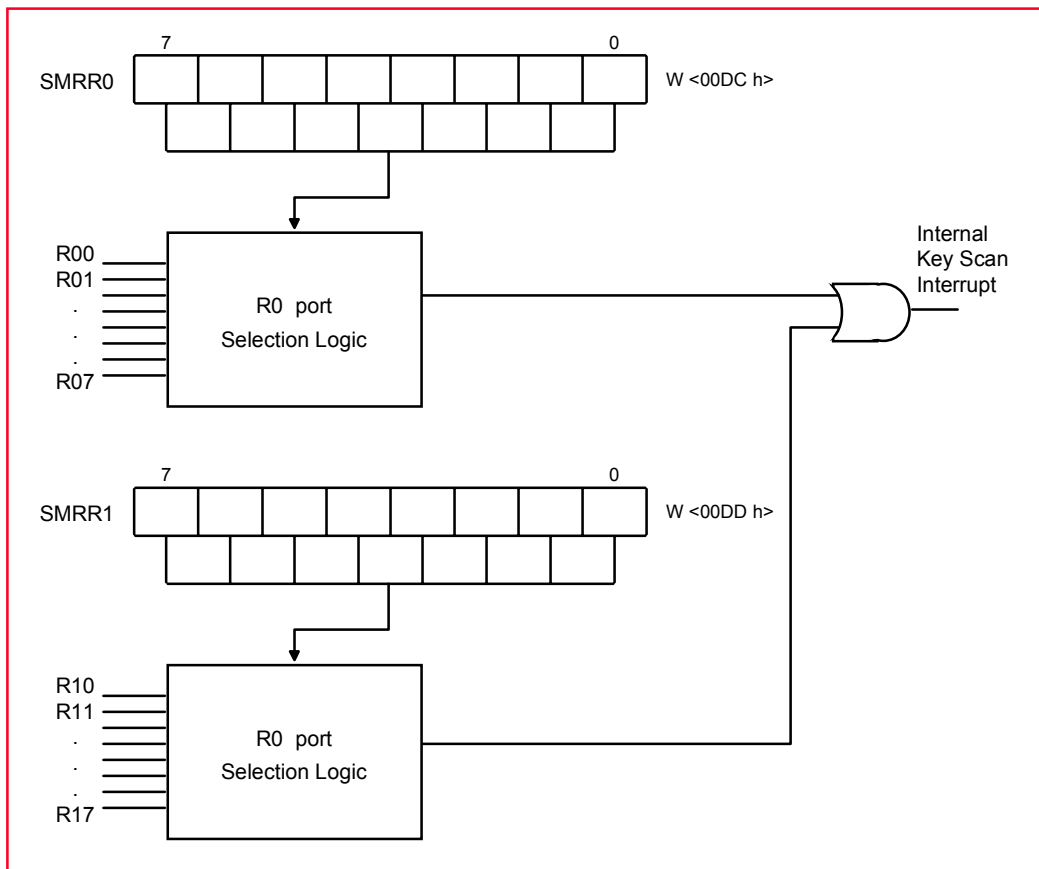 7 0
SMRR0 W <00DC h>
R00
R01
.
.
.
R07
R0 port
Selection Logic
Internal
Key Scan
Interrupt
7 0
SMRR1 W <00DD h>
R10
R11
.
.
.
R17
R0 port
Selection Logic